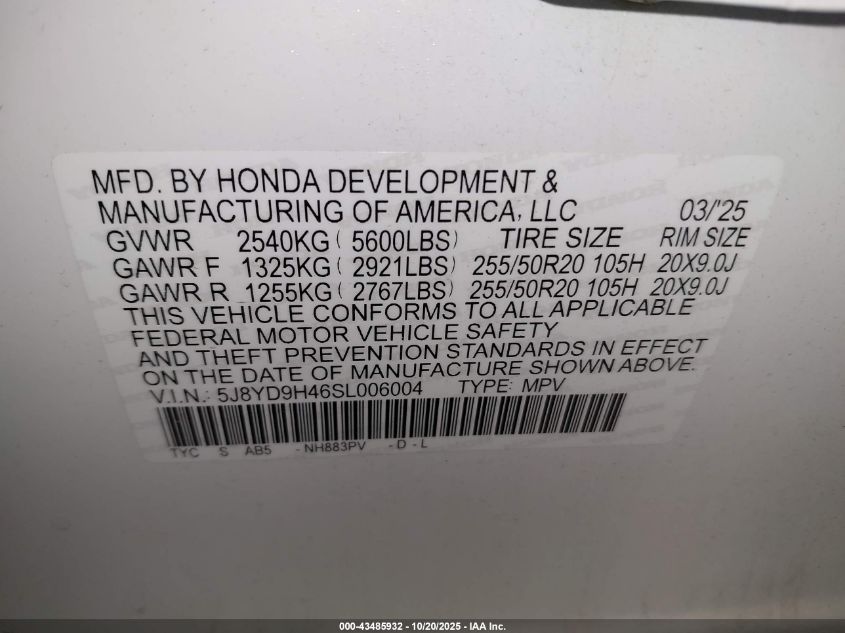 MFD. BY HONDA DEVELOPMENT &
MANUFACTURING OF AMERICA, LLC 03/'25
GVWR 2540KG ( 5600LBS) TIRE SIZE RIM SIZE
GAWR F 1325KG ( 2921LBS) 255/50R20 105H 20X9.0J
GAWR R 1255KG ( 2767LBS) 255/50R20 105H 20X9.0J
THIS VEHICLE CONFORMS TO ALL APPLICABLE
FEDERAL MOTOR VEHICLE SAFETY
AND THEFT PREVENTION STANDARDS IN EFFECT
ON THE DATE OF MANUFACTURE SHOWN ABOVE.
V.I.N.: 5J8YD9H46SL006004 TYPE: MPV
TYC S AB5 -NH883PV -D-L
000-43485932 - 10/20/2025 - IAA Inc.